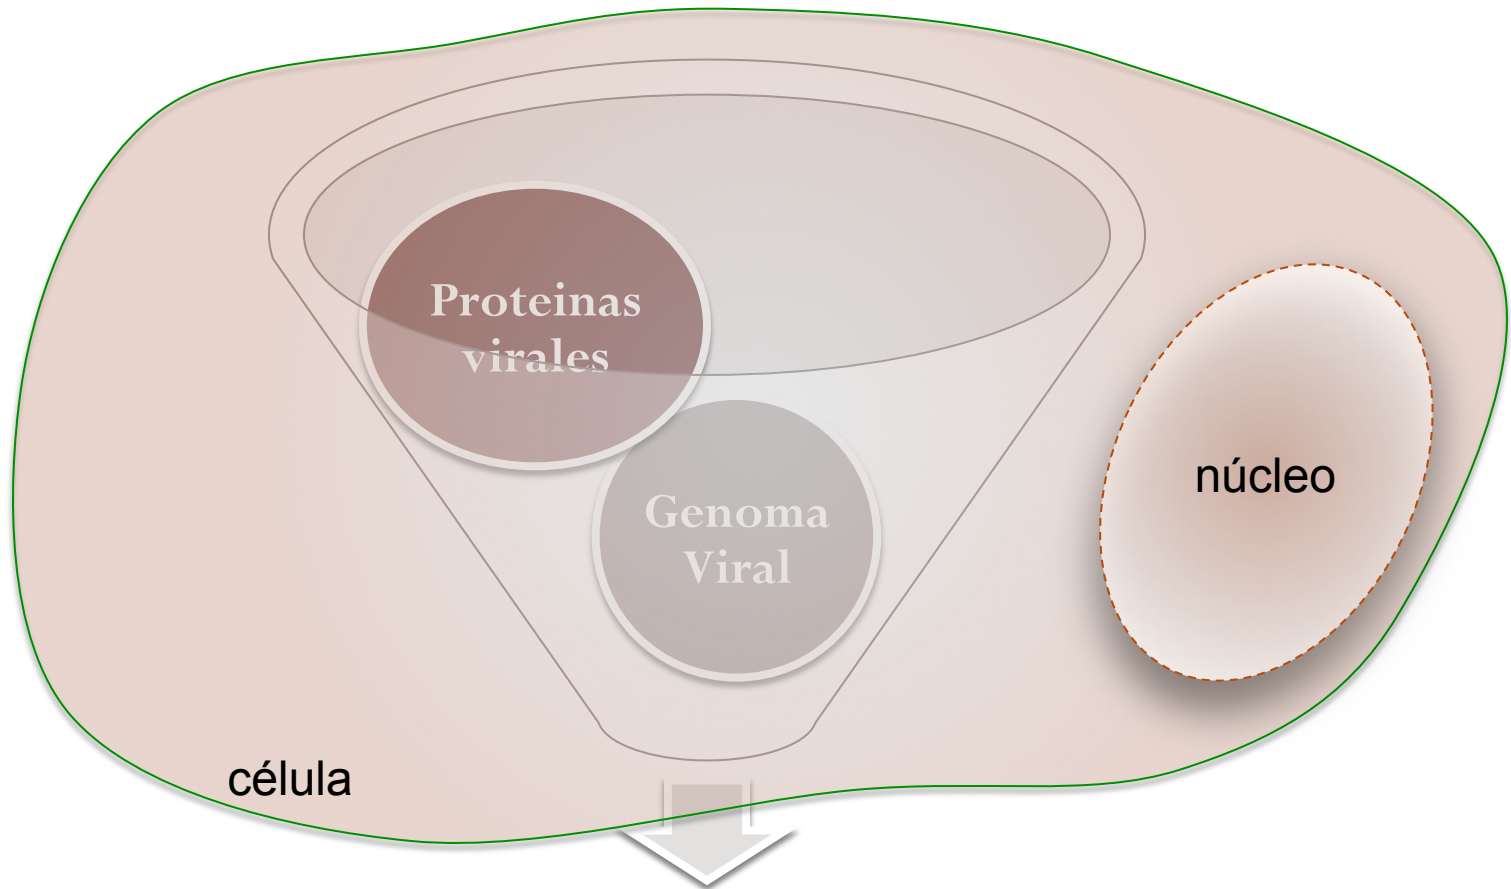 Proteinas
virales
Genoma
Viral
núcleo
célula